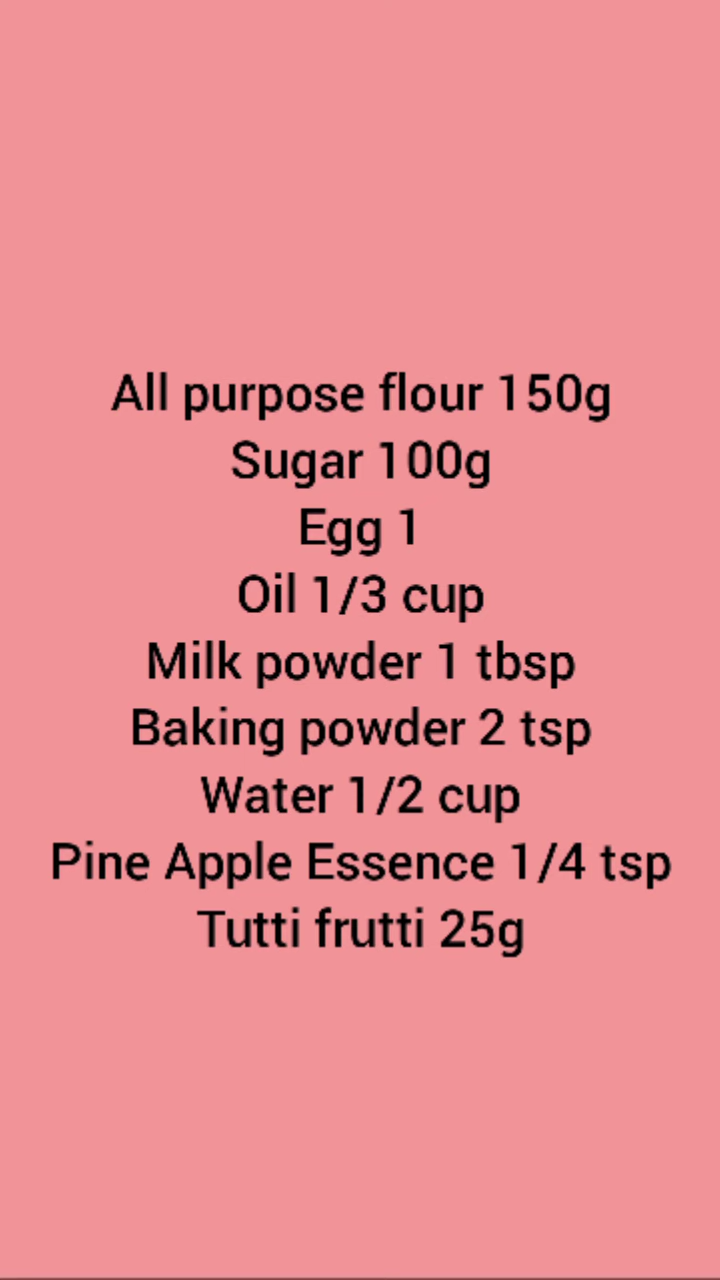 All purpose flour 150g
Sugar 100g
Egg 1
Oil 1/3 cup
Milk powder 1 tbsp
Baking powder 2 tsp
Water 1/2 cup
Pine Apple Essence 1/4 tsp
Tutti frutti 25g